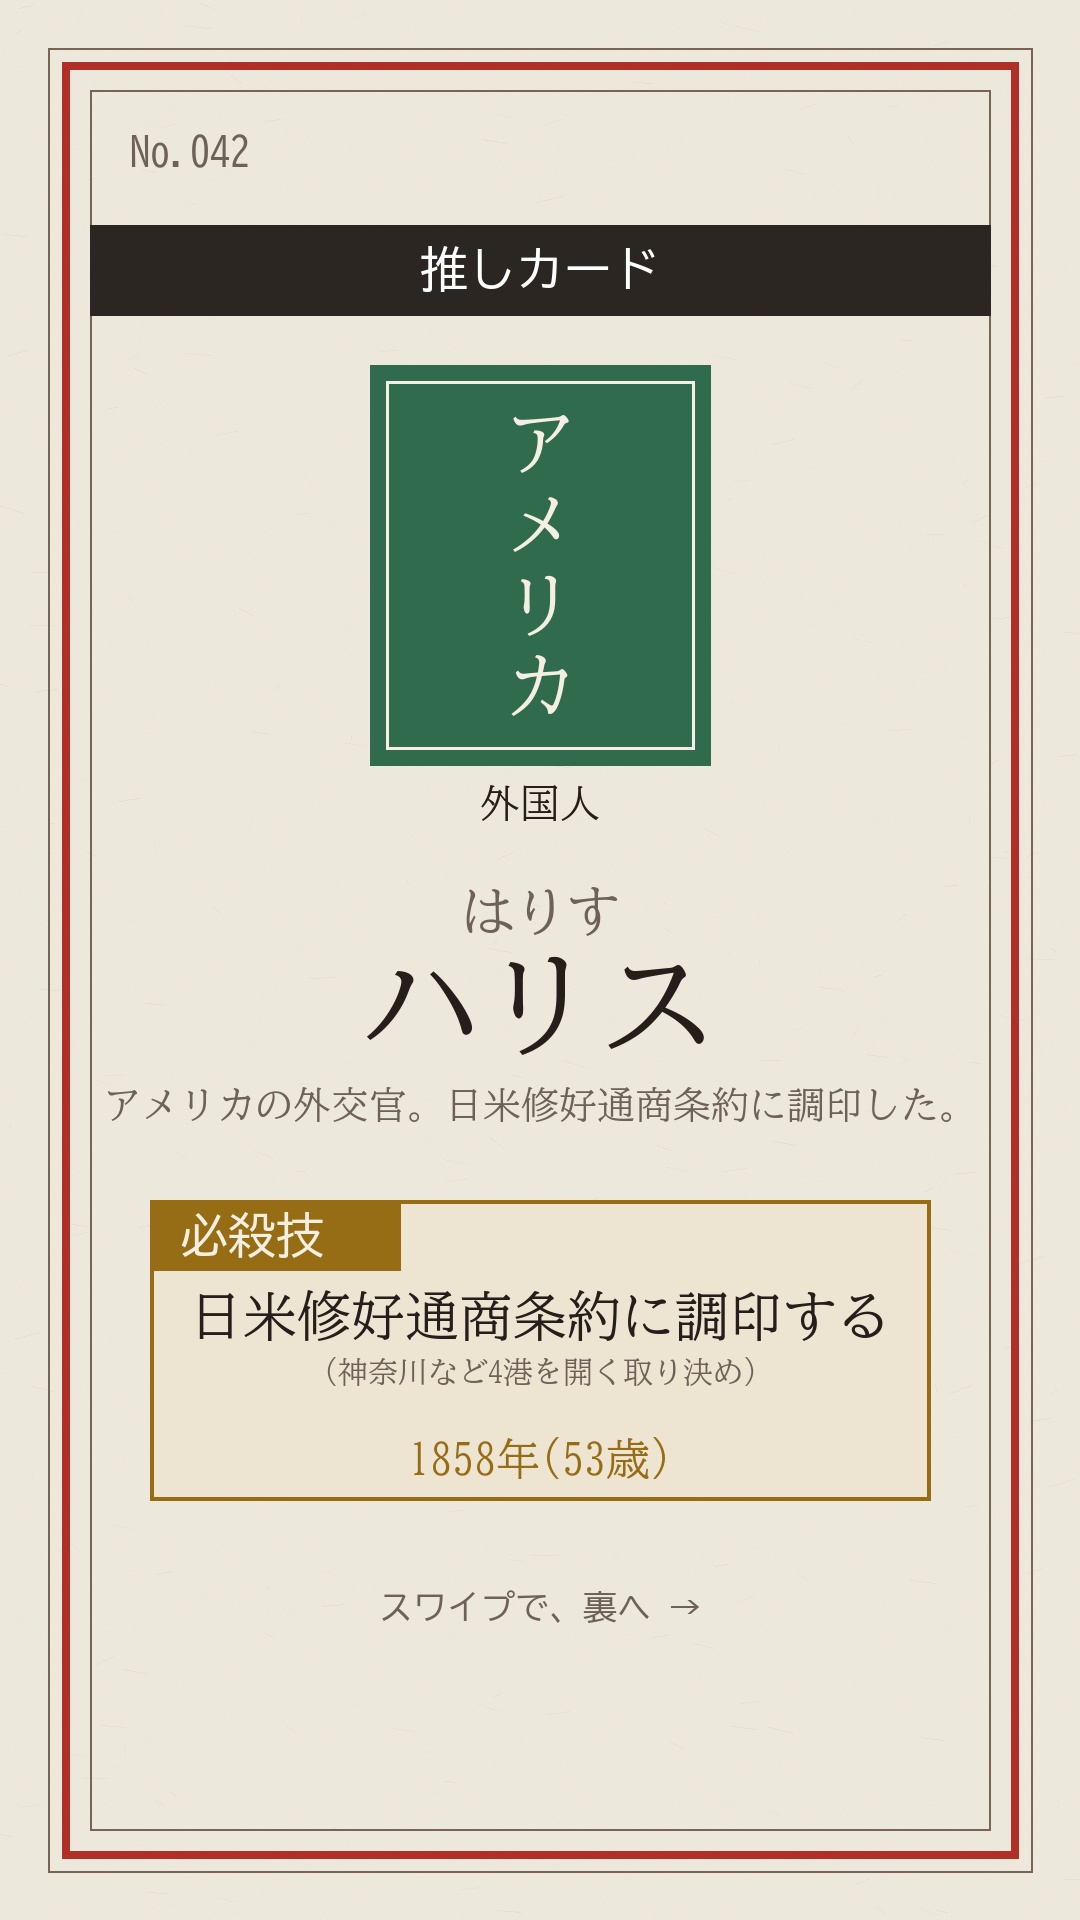 No.042
推しカード
アメリカ
外国人
はりす
ハリス
アメリカの外交官。日米修好通商条約に調印した。
必殺技
日米修好通商条約に調印する
（神奈川など4港を開く取り決め）
1858年(53歳)
スワイプで、裏へ →